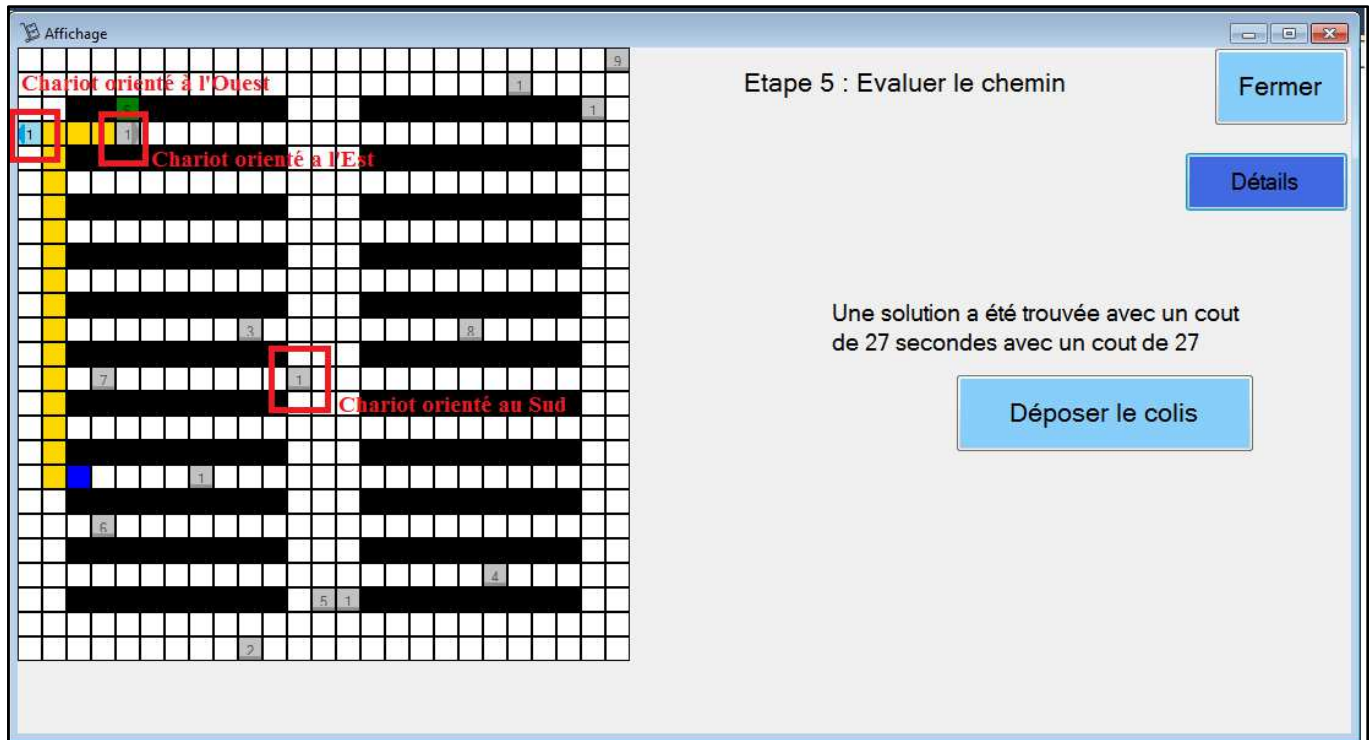 Affichage
9
Chariot orienté à l'Ouest
1
Etape 5 : Evaluer le chemin
Fermer
1
1
1
Chariot orienté a l'Est
Détails
3
8
Une solution a été trouvée avec un cout
de 27 secondes avec un cout de 27
7
1
Chariot orienté au Sud
Déposer le colis
1
6
4
5
1
2